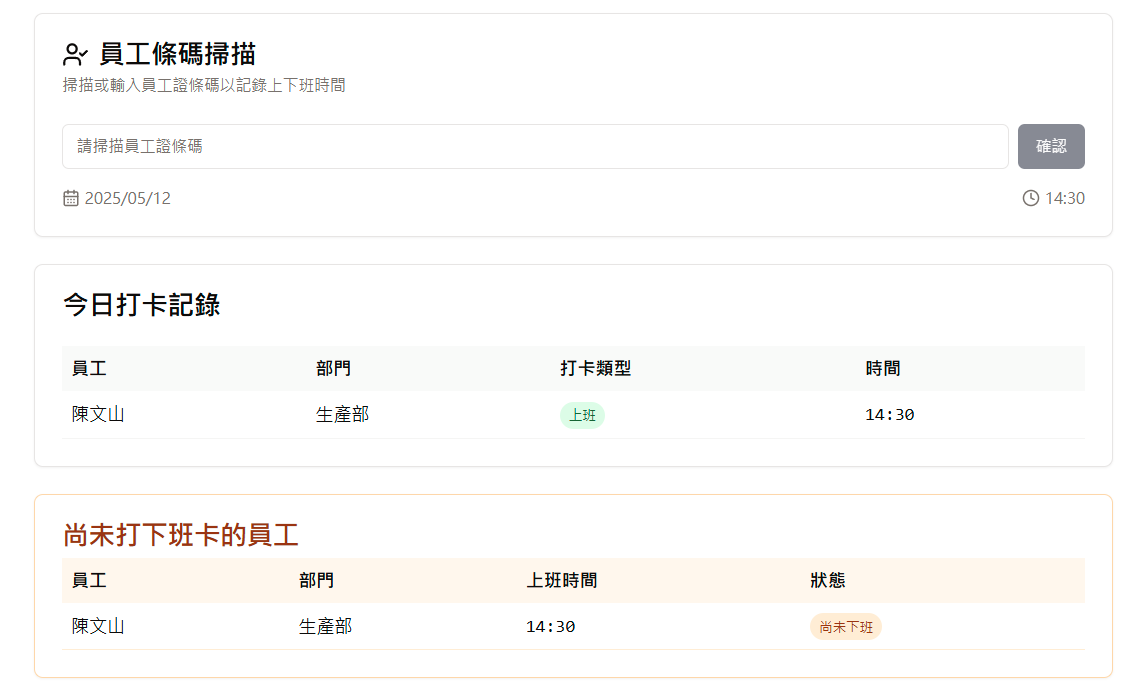 員工條碼掃描
掃描或輸入員工證條碼以記錄上下班時間
請掃描員工證條碼 確認
2025/05/12 14:30
今日打卡記錄
員工 部門 打卡類型 時間
陳文山 生產部 上班 14:30
尚未打下班卡的員工
員工 部門 上班時間 狀態
陳文山 生產部 14:30 尚未下班